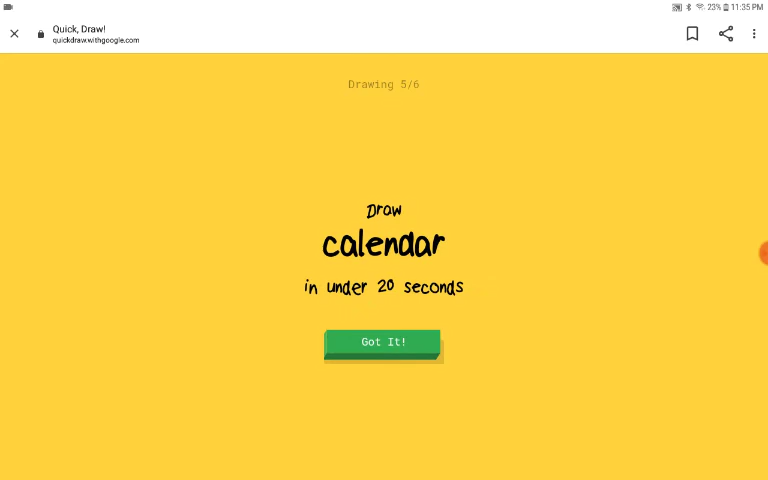 23% 11:35 PM
Quick, Draw!
quickdraw.withgoogle.com
Drawing 5/6
Draw
calendar
in under 20 seconds
Got It!